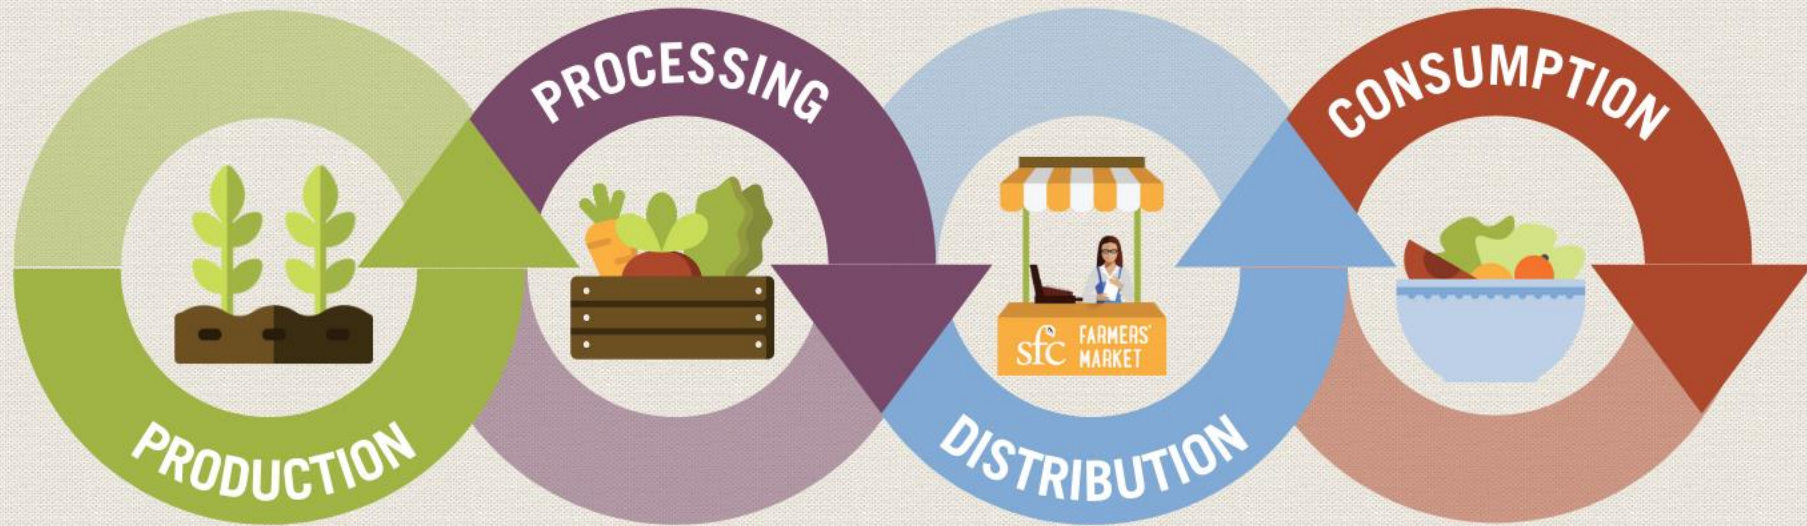 PRODUCTION
PROCESSING
DISTRIBUTION
CONSUMPTION
sfc
FARMERS'
MARKET